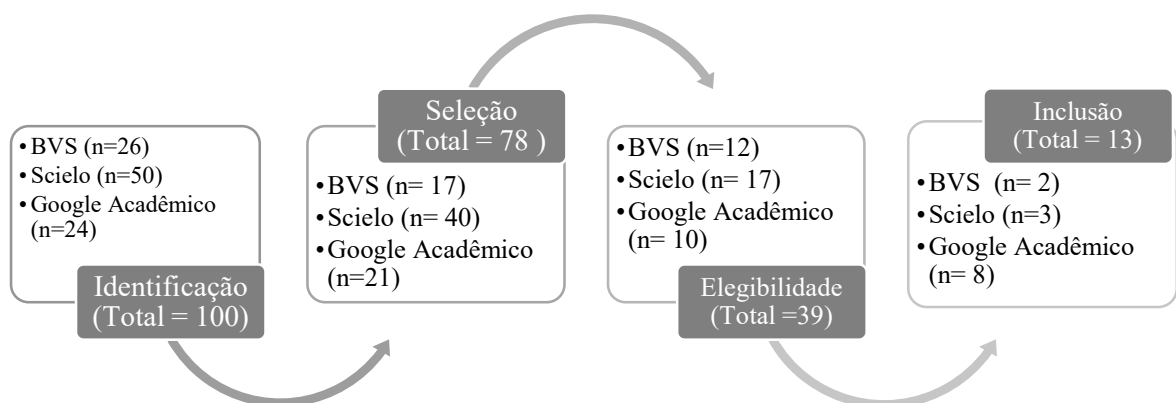 • BVS (n=26)
• Scielo (n=50)
• Google Acadêmico
(n=24)
Identificação
(Total = 100)
Seleção
(Total = 78 )
• BVS (n= 17)
• Scielo (n= 40)
• Google Acadêmico
(n=21)
• BVS (n=12)
• Scielo (n= 17)
• Google Acadêmico
(n= 10)
Elegibilidade
(Total =39)
Inclusão
(Total = 13)
• BVS (n= 2)
• Scielo (n=3)
• Google Acadêmico
(n= 8)